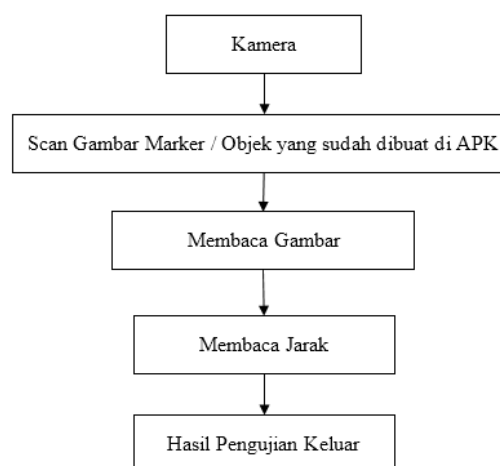 Kamera
Scan Gambar Marker / Objek yang sudah dibuat di APK
Membaca Gambar
Membaca Jarak
Hasil Pengujian Keluar